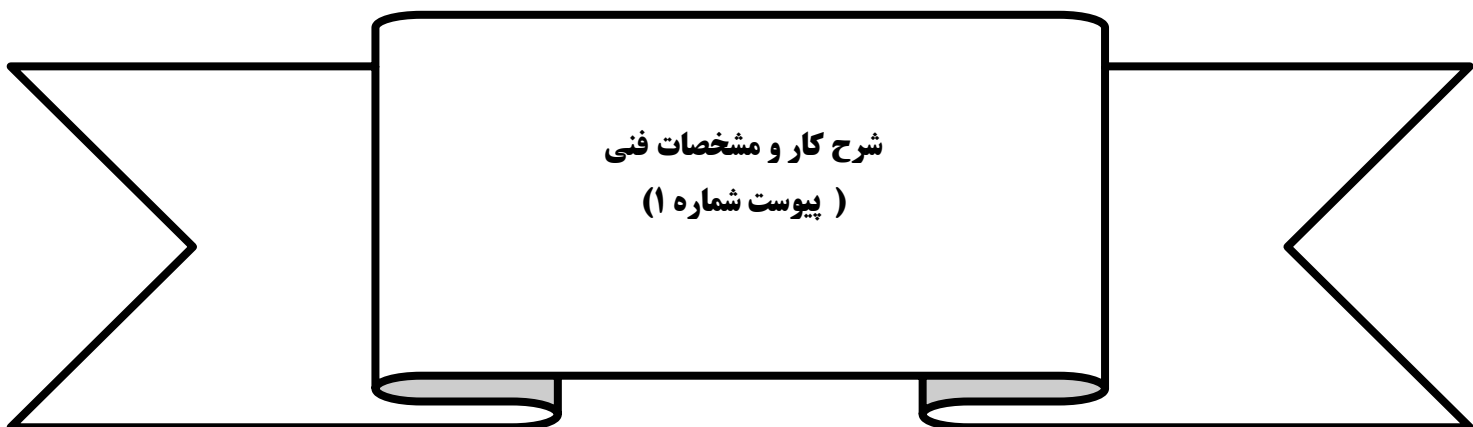 شرح کار و مشخصات فنی
( پیوست شماره ۱)